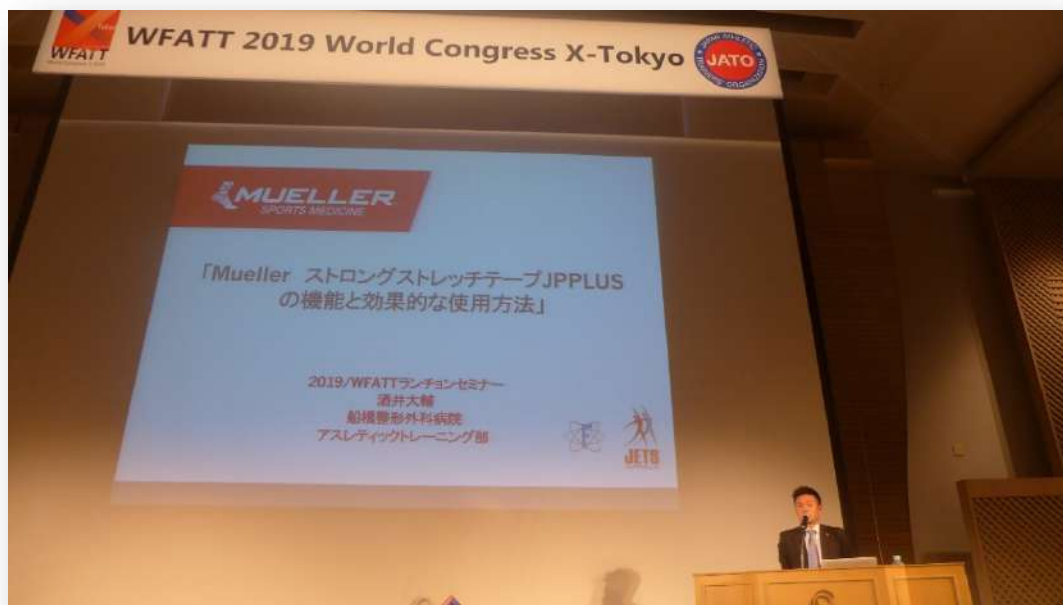 WFATT
WFATT 2019 World Congress X-Tokyo
JATO
MUELLER
SPORTS MEDICINE
「Mueller ストロングストレッチテープJPPLUS
の機能と効果的な使用方法」
2019/WFATTランチョンセミナー
酒井大輔
船橋整形外科病院
アスレティックトレーニング部
JETS